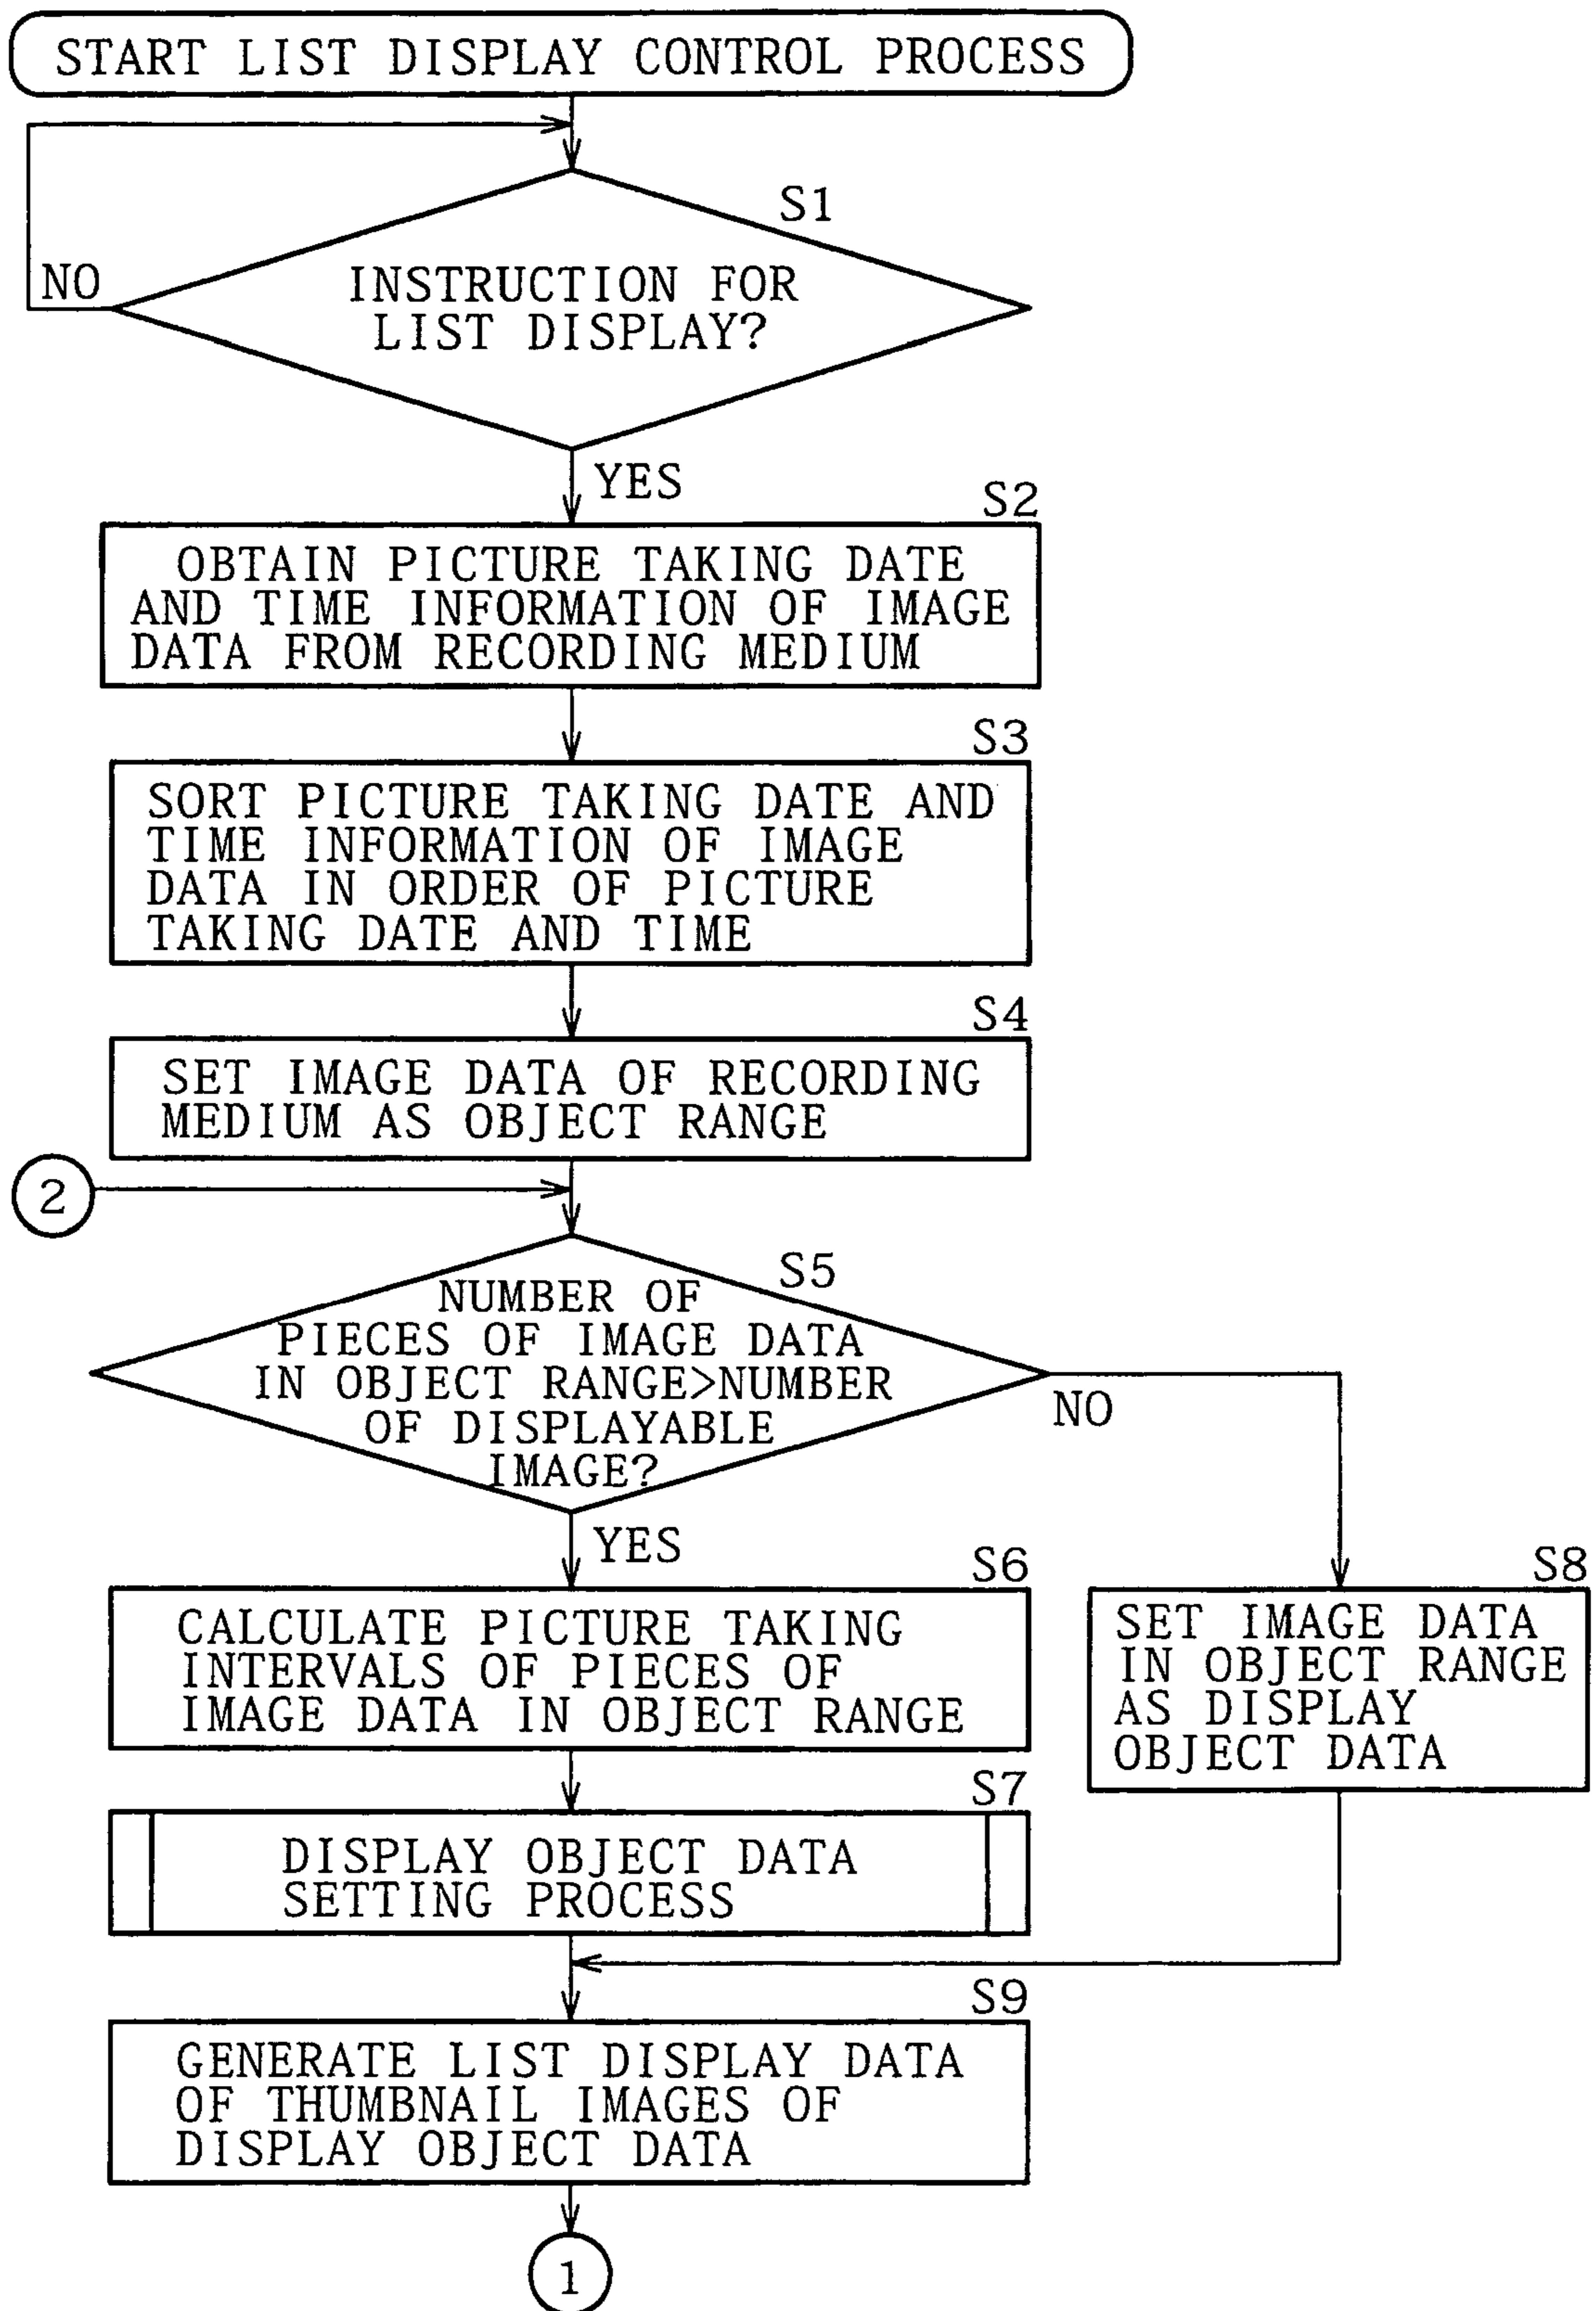 START LIST DISPLAY CONTROL PROCESS
S1
NO
INSTRUCTION FOR
LIST DISPLAY?
YES
S2
OBTAIN PICTURE TAKING DATE
AND TIME INFORMATION OF IMAGE
DATA FROM RECORDING MEDIUM
S3
SORT PICTURE TAKING DATE AND
TIME INFORMATION OF IMAGE
DATA IN ORDER OF PICTURE
TAKING DATE AND TIME
S4
SET IMAGE DATA OF RECORDING
MEDIUM AS OBJECT RANGE
2
S5
NUMBER OF
PIECES OF IMAGE DATA
IN OBJECT RANGE>NUMBER
OF DISPLAYABLE
IMAGE?
NO
YES
S6
CALCULATE PICTURE TAKING
INTERVALS OF PIECES OF
IMAGE DATA IN OBJECT RANGE
S8
SET IMAGE DATA
IN OBJECT RANGE
AS DISPLAY
OBJECT DATA
S7
DISPLAY OBJECT DATA
SETTING PROCESS
S9
GENERATE LIST DISPLAY DATA
OF THUMBNAIL IMAGES OF
DISPLAY OBJECT DATA
1